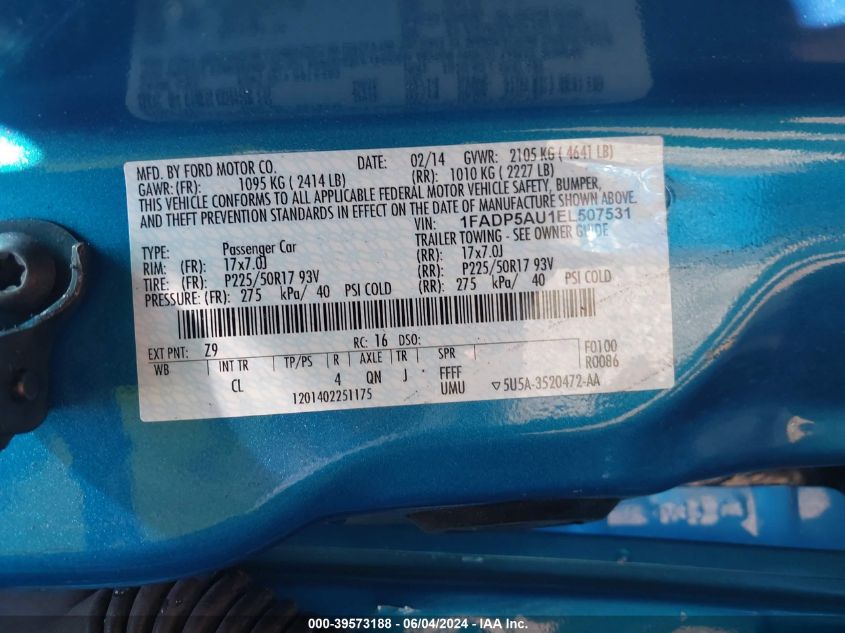 MFD. BY FORD MOTOR CO. DATE: 02/14 GVWR: 2105 KG ( 4641 LB)
GAWR: (FR): 1095 KG ( 2414 LB) (RR): 1010 KG ( 2227 LB)
THIS VEHICLE CONFORMS TO ALL APPLICABLE FEDERAL MOTOR VEHICLE SAFETY, BUMPER,
AND THEFT PREVENTION STANDARDS IN EFFECT ON THE DATE OF MANUFACTURE SHOWN ABOVE.
VIN: 1FADP5AU1EL507531
TYPE: Passenger Car TRAILER TOWING - SEE OWNER GUIDE
RIM: (FR): 17x7.0J (RR): 17x7.0J
TIRE: (FR): P225/50R17 93V (RR): P225/50R17 93V
PRESSURE: (FR): 275 kPa/ 40 PSI COLD (RR): 275 kPa/ 40 PSI COLD
EXT PNT: Z9 RC: 16 DSO: F0100
WB INT TR TP/PS R AXLE TR SPR R0086
CL 4 QN J FFFF
1201402251175 UMU ▽5U5A-3520472-AA
000-39573188 - 06/04/2024 - IAA Inc.